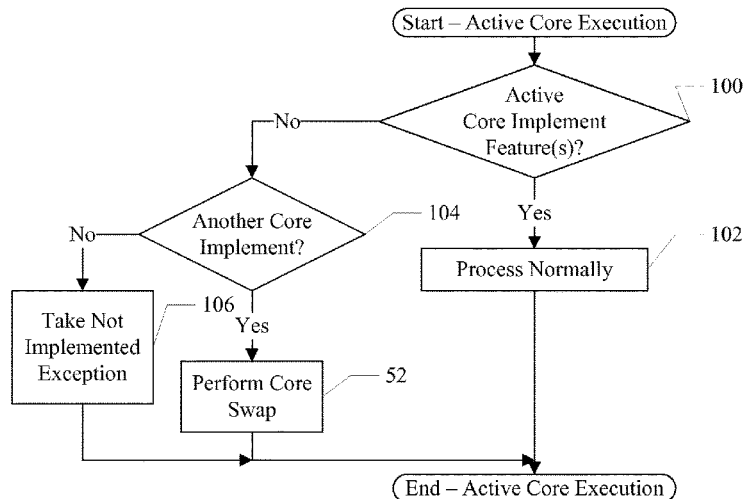 Start – Active Core Execution
100
Active
Core Implement
Feature(s)?
No
Yes
104
Another Core
Implement?
No
102
Process Normally
106
Take Not
Implemented
Exception
Yes
52
Perform Core
Swap
End – Active Core Execution